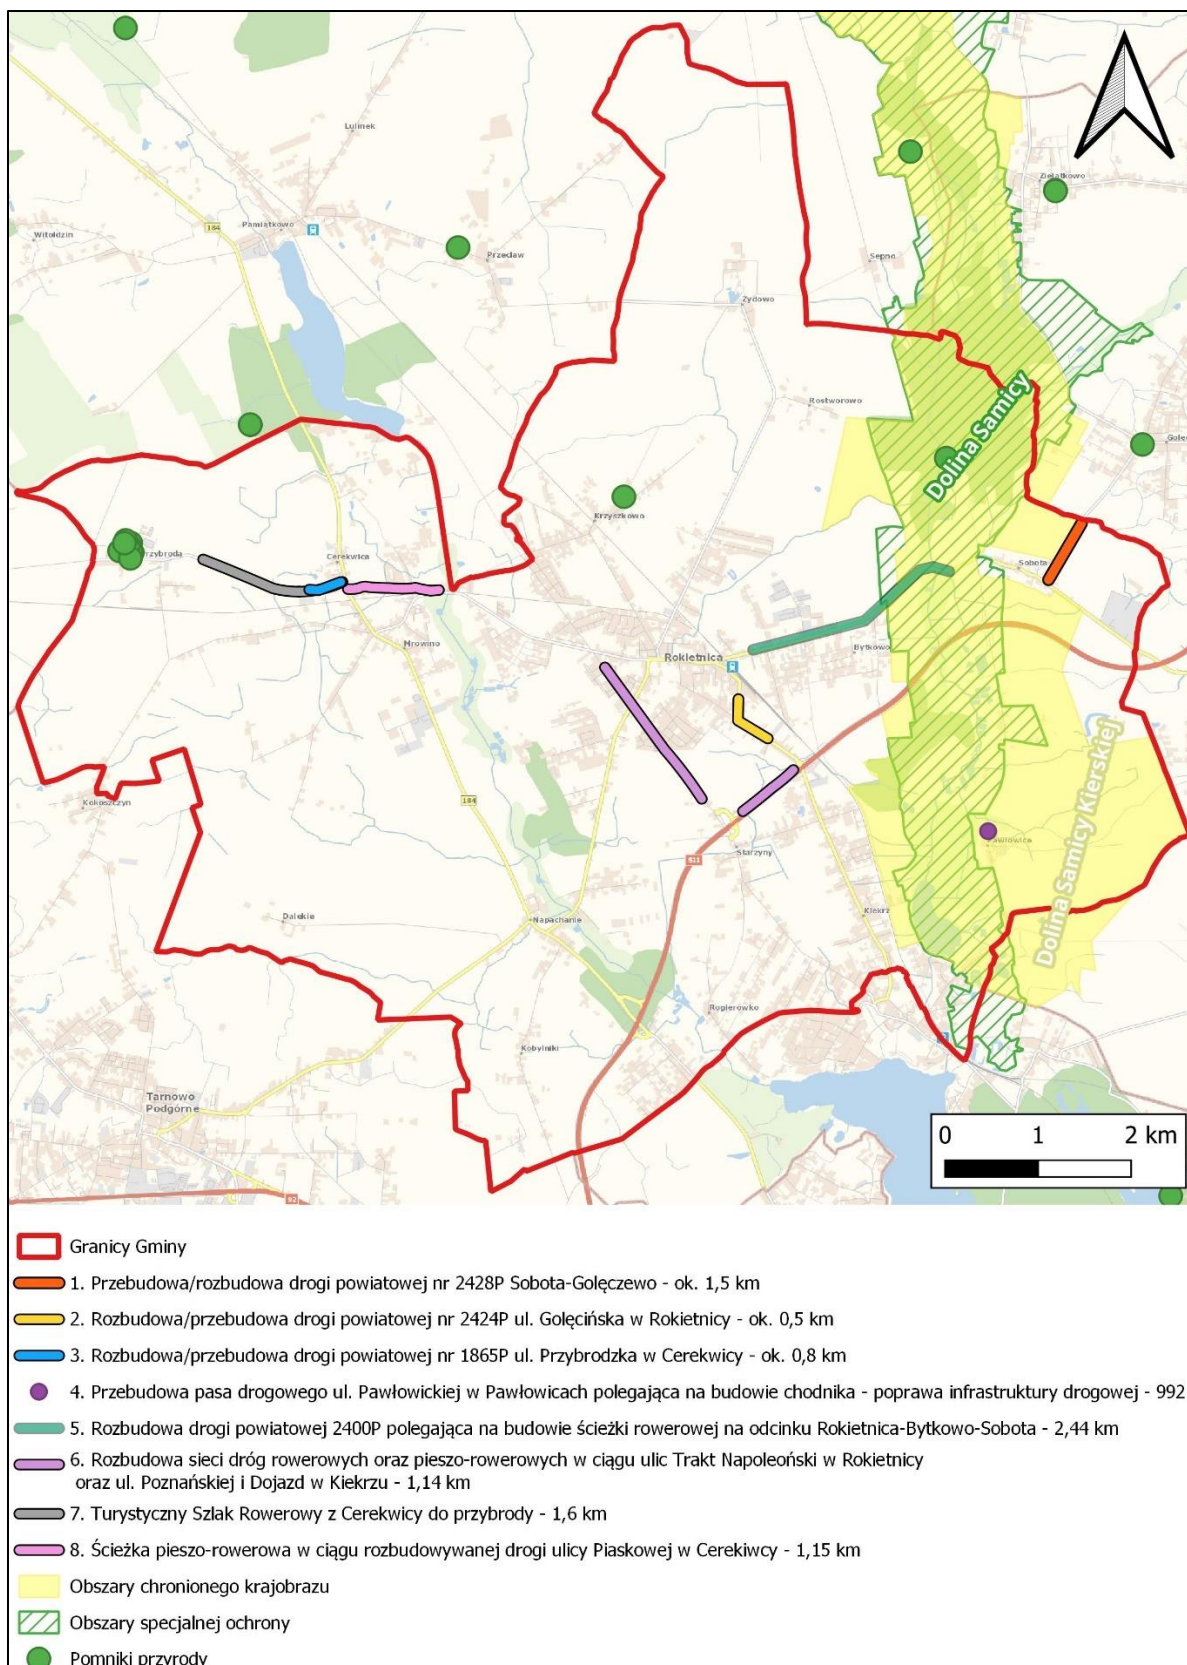 Lulinek
Pamiątkowo
184
Witoldzin
Przecław
Zielątkowo
Sepno
Żydowo
Rostworowo
Dolina Samicy
Krzyszkowo
Przybroda
Cerekwica
Sobota
Mrowino
Rokietnica
Bytkowo
Kokoszczyn
184
Starzyny
921
Pawłowice
Dolina Samicy Kierskiej
Dalekie
Napachanie
Kiekrz
Rogierówko
Kobylniki
Tarnowo
Podgórne
92
0 1 2 km
Granicy Gminy
1. Przebudowa/rozbudowa drogi powiatowej nr 2428P Sobota-Golęczewo - ok. 1,5 km
2. Rozbudowa/przebudowa drogi powiatowej nr 2424P ul. Golęcińska w Rokietnicy - ok. 0,5 km
3. Rozbudowa/przebudowa drogi powiatowej nr 1865P ul. Przybrodzka w Cerekwicy - ok. 0,8 km
4. Przebudowa pasa drogowego ul. Pawłowickiej w Pawłowicach polegająca na budowie chodnika - poprawa infrastruktury drogowej - 992
5. Rozbudowa drogi powiatowej 2400P polegająca na budowie ścieżki rowerowej na odcinku Rokietnica-Bytkowo-Sobota - 2,44 km
6. Rozbudowa sieci dróg rowerowych oraz pieszo-rowerowych w ciągu ulic Trakt Napoleoński w Rokietnicy
oraz ul. Poznańskiej i Dojazd w Kiekrzu - 1,14 km
7. Turystyczny Szlak Rowerowy z Cerekwicy do przybrody - 1,6 km
8. Ścieżka pieszo-rowerowa w ciągu rozbudowywanej drogi ulicy Piaskowej w Cerekiwcy - 1,15 km
Obszary chronionego krajobrazu
Obszary specjalnej ochrony
Pomniki przyrody